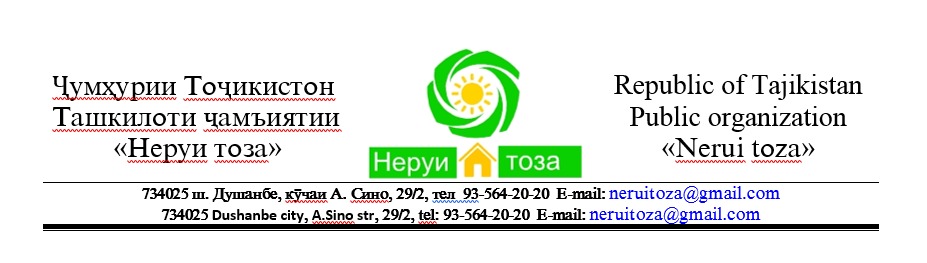 Ҷумҳурии Тоҷикистон
Ташкилоти ҷамъиятии
«Неруи тоза»
Неруи тоза
Republic of Tajikistan
Public organization
«Nerui toza»
734025 ш. Душанбе, кӯчаи А. Сино, 29/2, тел 93-564-20-20 E-mail: neruitoza@gmail.com
734025 Dushanbe city, A.Sino str, 29/2, tel: 93-564-20-20 E-mail: neruitoza@gmail.com